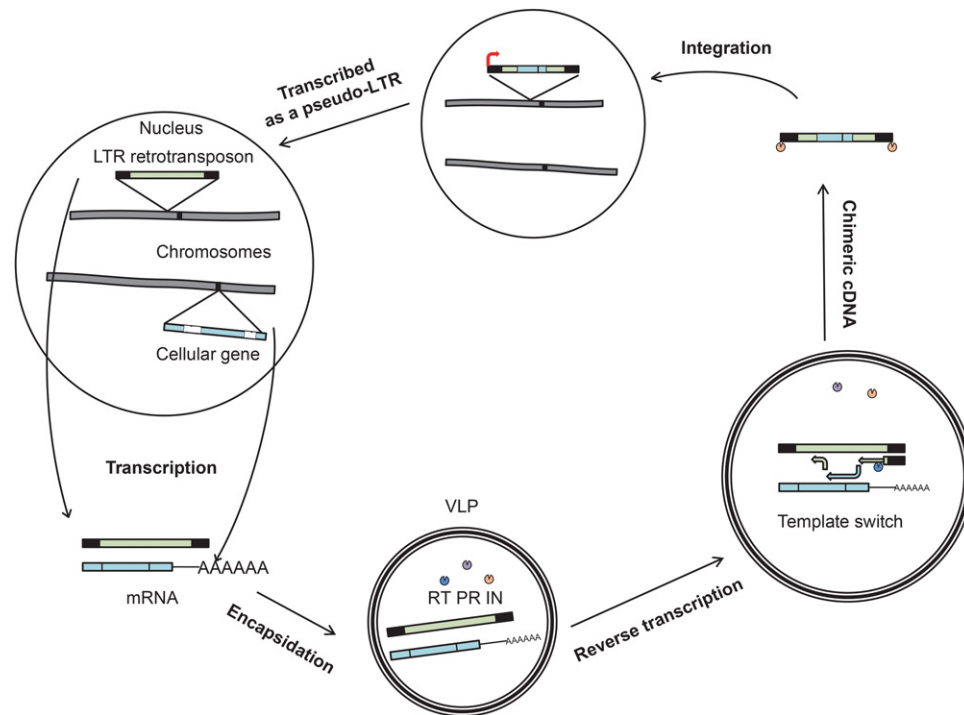 Integration
Transcribed
as a pseudo-LTR
Nucleus
LTR retrotransposon
Chromosomes
Cellular gene
Chimeric cDNA
Transcription
AAAAAA
mRNA
Encapsidation
VLP
RT PR IN
AAAAAA
Reverse transcription
AAAAAA
Template switch